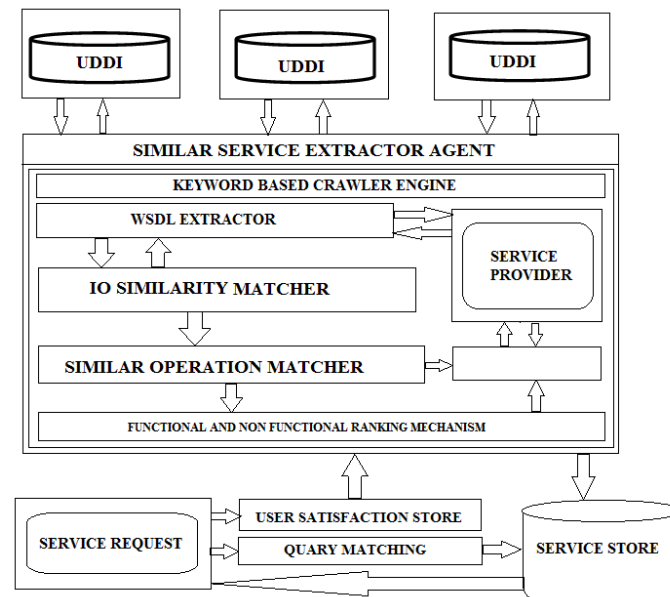 UDDI
UDDI
UDDI
SIMILAR SERVICE EXTRACTOR AGENT
KEYWORD BASED CRAWLER ENGINE
WSDL EXTRACTOR
SERVICE
PROVIDER
IO SIMILARITY MATCHER
SIMILAR OPERATION MATCHER
FUNCTIONAL AND NON FUNCTIONAL RANKING MECHANISM
USER SATISFACTION STORE
SERVICE REQUEST
QUARY MATCHING
SERVICE STORE